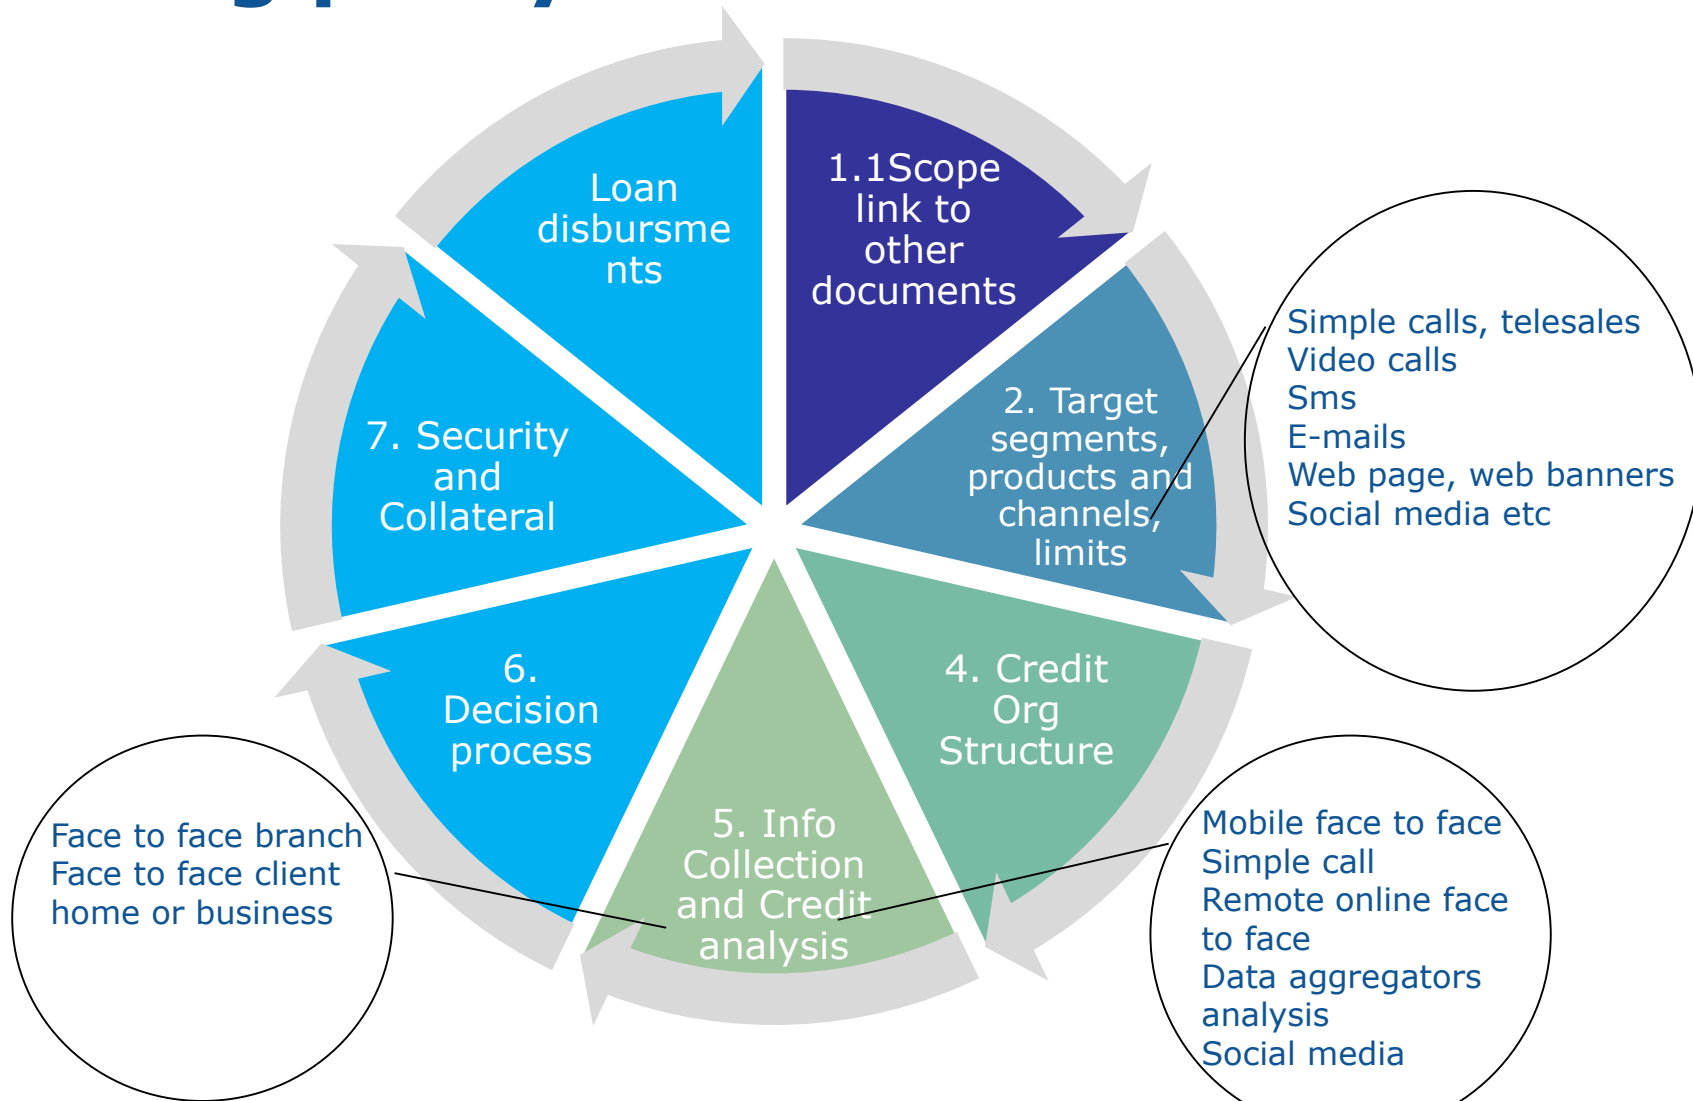 1.1Scope
link to
other
documents
2. Target
segments,
products and
channels,
limits
4. Credit
Org
Structure
5. Info
Collection
and Credit
analysis
6.
Decision
process
7. Security
and
Collateral
Loan
disbursme
nts
Simple calls, telesales
Video calls
Sms
E-mails
Web page, web banners
Social media etc
Mobile face to face
Simple call
Remote online face
to face
Data aggregators
analysis
Social media
Face to face branch
Face to face client
home or business